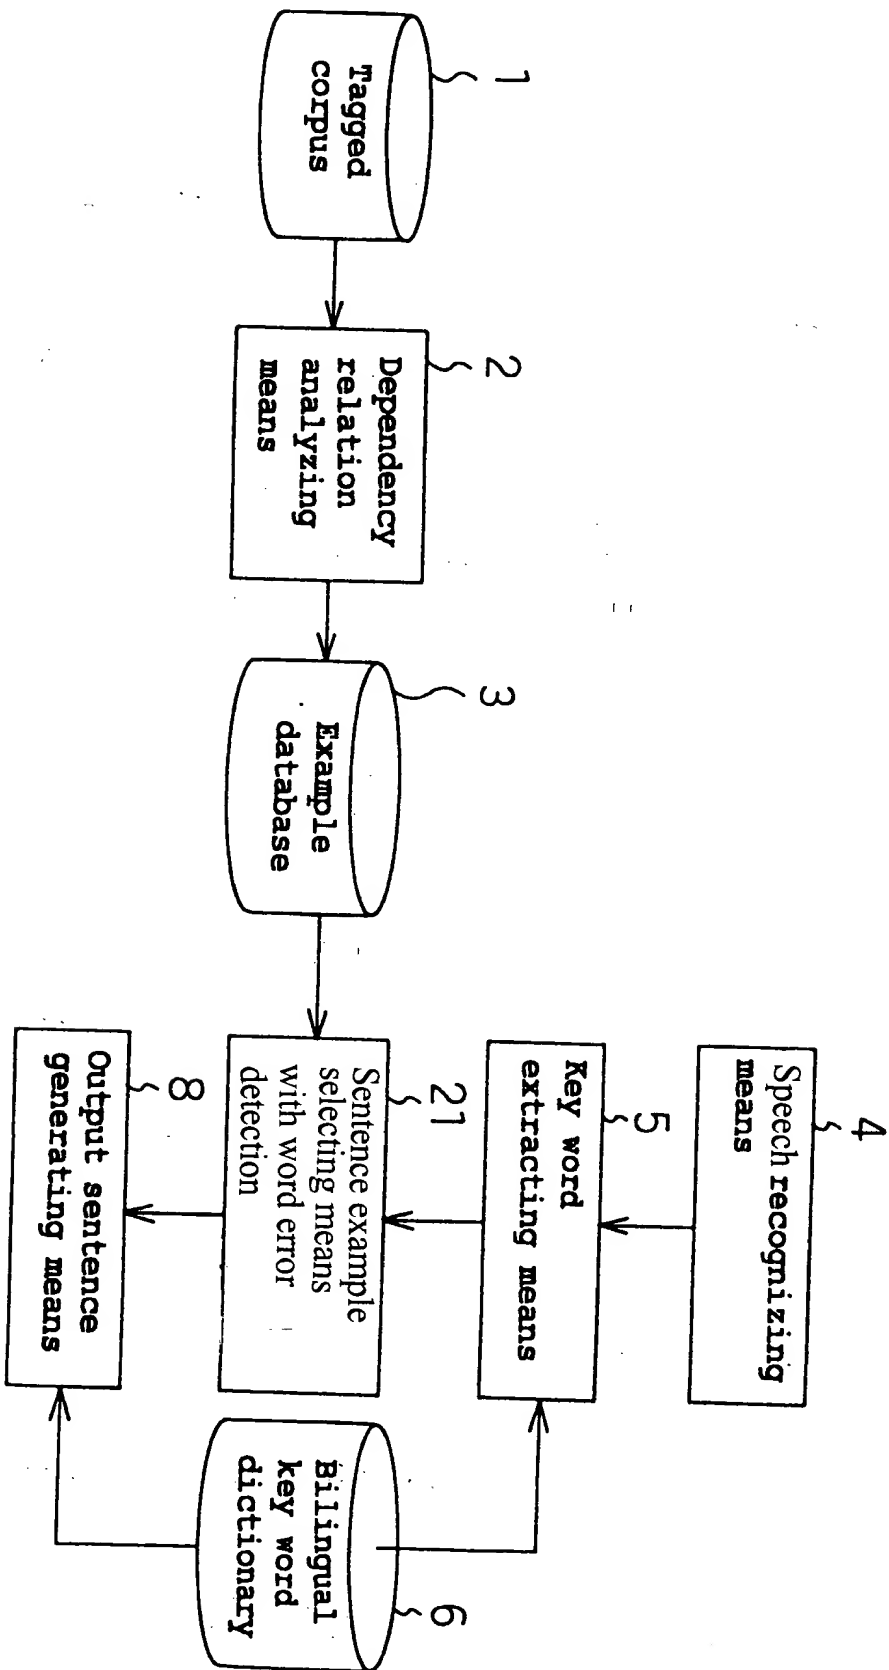 4
Speech recognizing
means
5
Key word
extracting means
1
Tagged
corpus
2
Dependency
relation
analyzing
means
3
Example
database
21
Sentence example
selecting means
with word error
detection
6
Bilingual
key word
dictionary
8
Output sentence
generating means